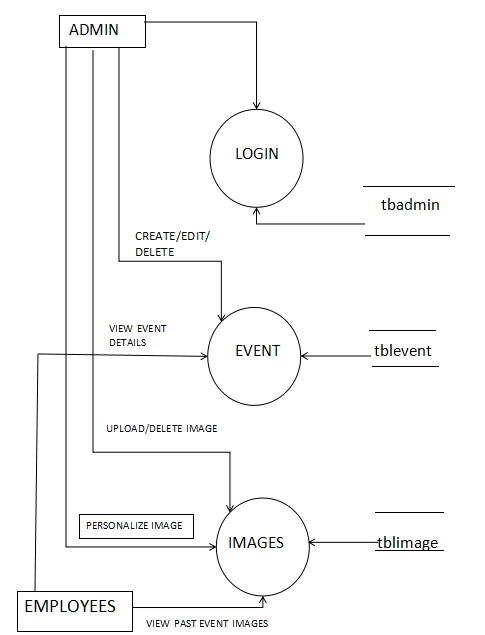 ADMIN
LOGIN
tbadmin
CREATE/EDIT/
DELETE
VIEW EVENT
DETAILS
EVENT
tblevent
UPLOAD/DELETE IMAGE
PERSONALIZE IMAGE
IMAGES
tblimage
EMPLOYEES
VIEW PAST EVENT IMAGES